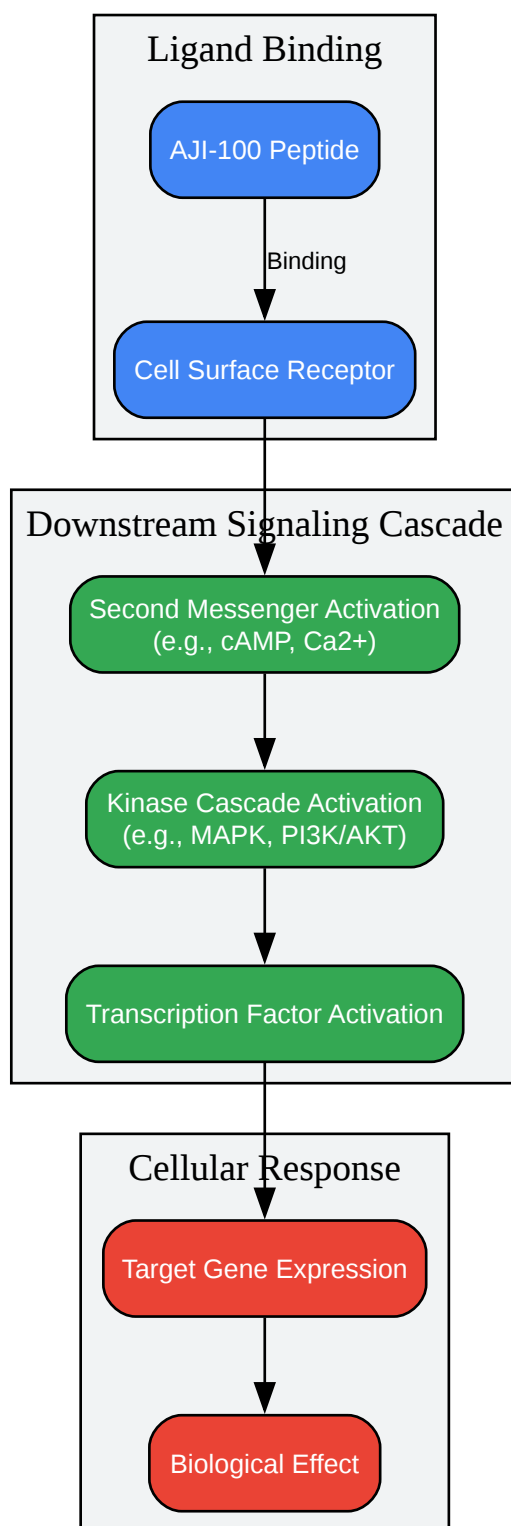 Ligand Binding
AJI-100 Peptide
Binding
Cell Surface Receptor
Downstream Signaling Cascade
Second Messenger Activation
(e.g., cAMP, Ca2+)
Kinase Cascade Activation
(e.g., MAPK, PI3K/AKT)
Transcription Factor Activation
Cellular Response
Target Gene Expression
Biological Effect